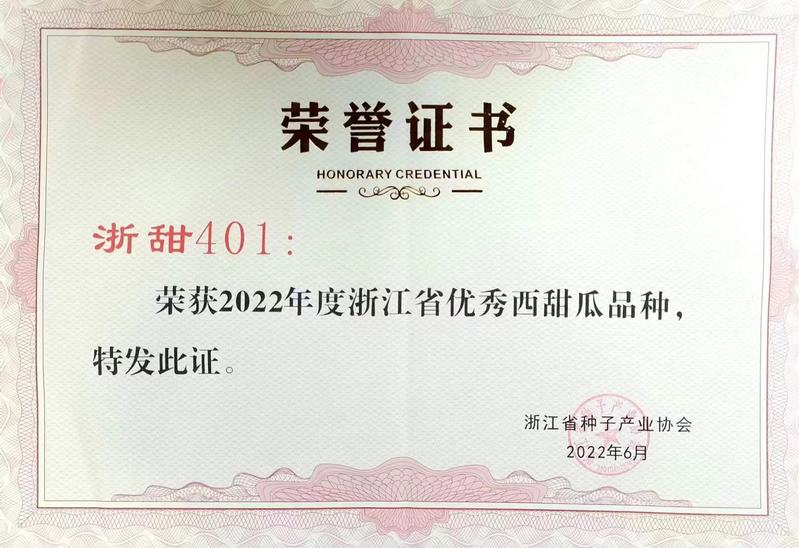 荣誉证书
HONORARY CREDENTIAL
浙甜401:
荣获2022年度浙江省优秀西甜瓜品种，
特发此证。
浙江省种子产业协会
2022年6月